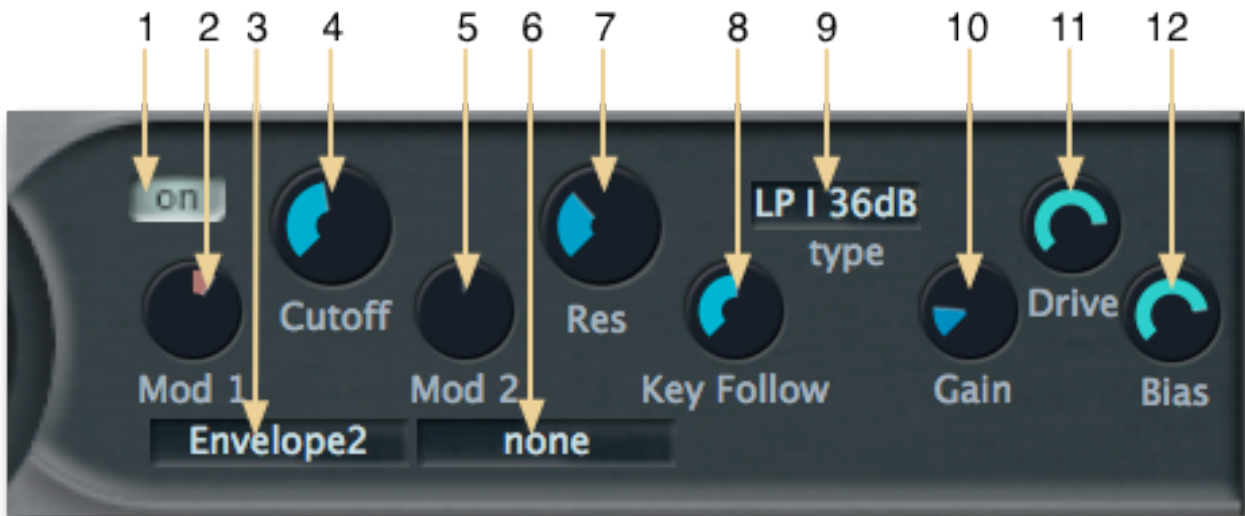 1 2 3 4 5 6 7 8 9 10 11 12
on
LP I 36dB
type
Cutoff
Res
Drive
Mod 1
Mod 2
Key Follow
Gain
Bias
Envelope2
none